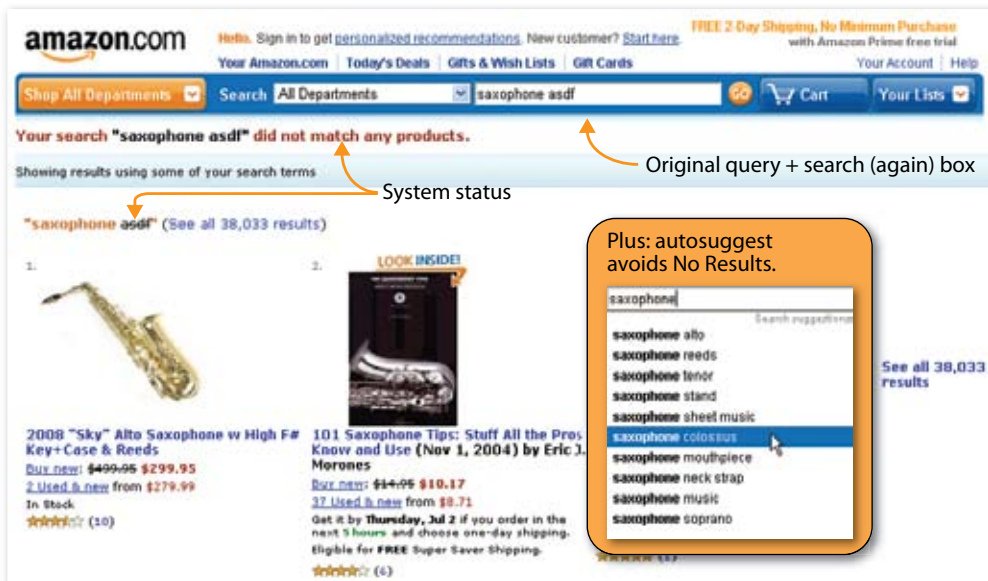 amazon.com
Hello. Sign in to get personalized recommendations. New customer? Start here.
FREE 2-Day Shipping, No Minimum Purchase
with Amazon Prime free trial
Your Amazon.com Today's Deals Gifts & Wish Lists Gift Cards
Your Account Help
Shop All Departments Search All Departments saxophone asdf GO Cart Your Lists
Your search "saxophone asdf" did not match any products.
Original query + search (again) box
Showing results using some of your search terms
System status
"saxophone asdf" (See all 38,033 results)
1.
2.
LOOK INSIDE!
2008 "Sky" Alto Saxophone w High F#
Key+Case & Reeds
Buy new: $499.95 $299.95
2 Used & new from $279.99
In Stock
(10)
101 Saxophone Tips: Stuff All the Pros
Know and Use (Nov 1, 2004) by Eric J.
Morones
Buy new: $14.95 $10.17
37 Used & new from $8.71
Get it by Thursday, Jul 2 if you order in the
next 5 hours and choose one-day shipping.
Eligible for FREE Super Saver Shipping.
(6)
Plus: autosuggest
avoids No Results.
saxophone
Search suggestions
saxophone alto
saxophone reeds
saxophone tenor
saxophone stand
saxophone sheet music
saxophone colossus
saxophone mouthpiece
saxophone neck strap
saxophone music
saxophone soprano
See all 38,033
results